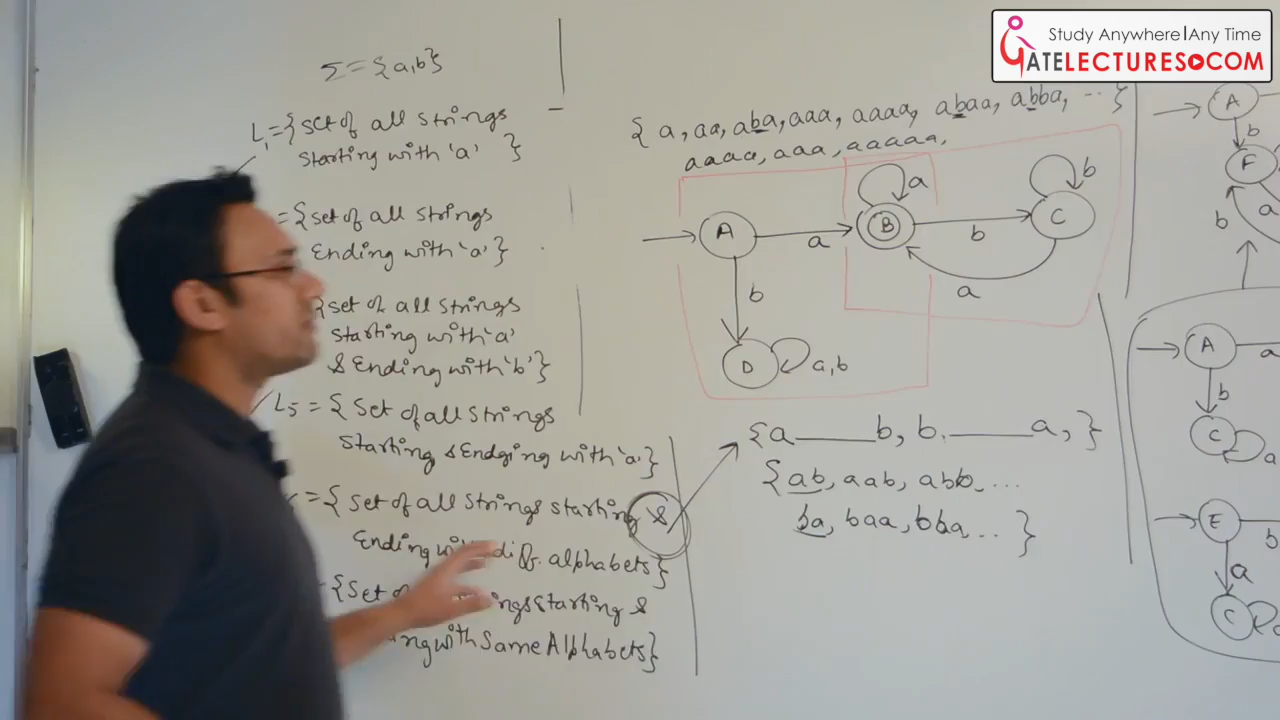 Study Anywhere|Any Time
GATELECTURES.COM
Σ={a,b}
L1={set of all strings
starting with 'a' }
={set of all strings
Ending with 'a'}
{set of all strings
starting with 'a'
& Ending with 'b'}
L5={set of all strings
starting & Endging with 'a'}
={set of all strings starting &
Ending with diff. alphabets}
={Set of starting &
with Same Alphabets}
{a, aa, aba, aaa, aaaa, abaa, abba, ... }
aaaa, aaa, aaaaa,
A
a
B
a
b
C
b
a
b
D
a,b
{a____b, b____a, }
{ab, aab, abb, ...
ba, baa, bba, ... }
A
b
F
b
a
A
a
b
C
a
E
b
a
C